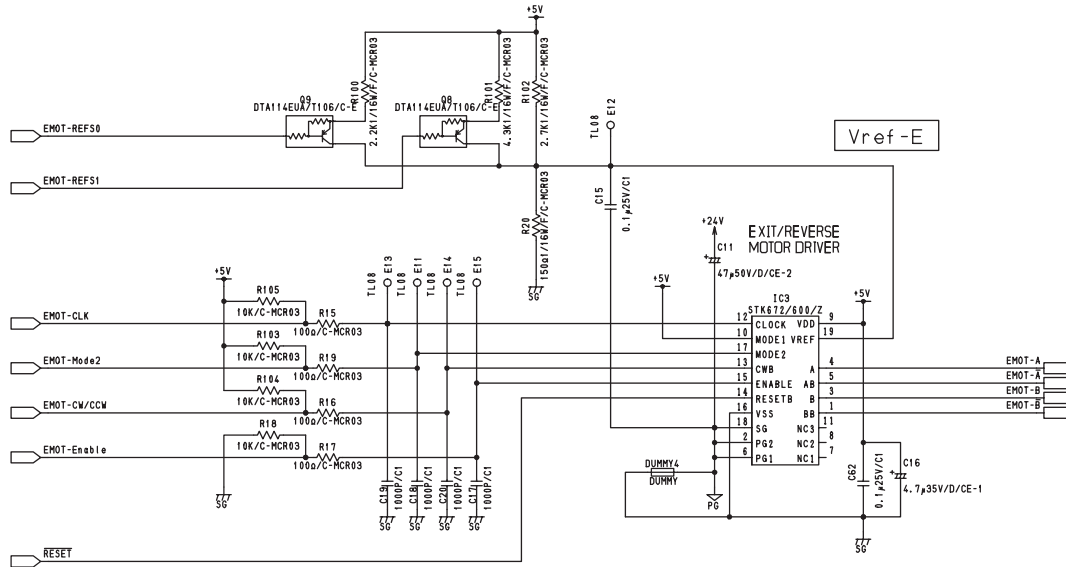 +5V
R100
2.2K1/16W/F/C-MCR03
R101
4.3K1/16W/F/C-MCR03
R102
2.7K1/16W/F/C-MCR03
Q9
DTA114EUA/T106/C-E
Q8
DTA114EUA/T106/C-E
TL08
E12
EMOT-REFS0
Vref-E
EMOT-REFS1
R20
150Ω1/16W/F/C-MCR03
SG
C15
0.1μ25V/C1
+24V
C11
+
47μ50V/D/CE-2
EXIT/REVERSE
MOTOR DRIVER
+5V
+5V
+5V
TL08
E13
TL08
E11
TL08
E14
TL08
E15
IC3
STK672/600/Z
R105
10K/C-MCR03
R15
100Ω/C-MCR03
EMOT-CLK
12 CLOCK VDD 9
10 MODE1 VREF 19
17 MODE2
13 CWB A 4
15 ENABLE AB 5
14 RESETB B 3
16 VSS BB 1
18 SG NC3 11
2 PG2 NC2 8
6 PG1 NC1 7
R103
10K/C-MCR03
R19
100Ω/C-MCR03
EMOT-Mode2
EMOT-A
EMOT-A̅
EMOT-B
EMOT-B̅
R104
10K/C-MCR03
R16
100Ω/C-MCR03
EMOT-CW/CCW
R18
10K/C-MCR03
R17
100Ω/C-MCR03
EMOT-Enable
SG
C19
1000P/C1
C18
1000P/C1
C20
1000P/C1
C17
1000P/C1
SG
SG
SG
SG
DUMMY4
DUMMY
PG
C62
0.1μ25V/C1
+
C16
4.7μ35V/D/CE-1
SG
R̅E̅S̅E̅T̅